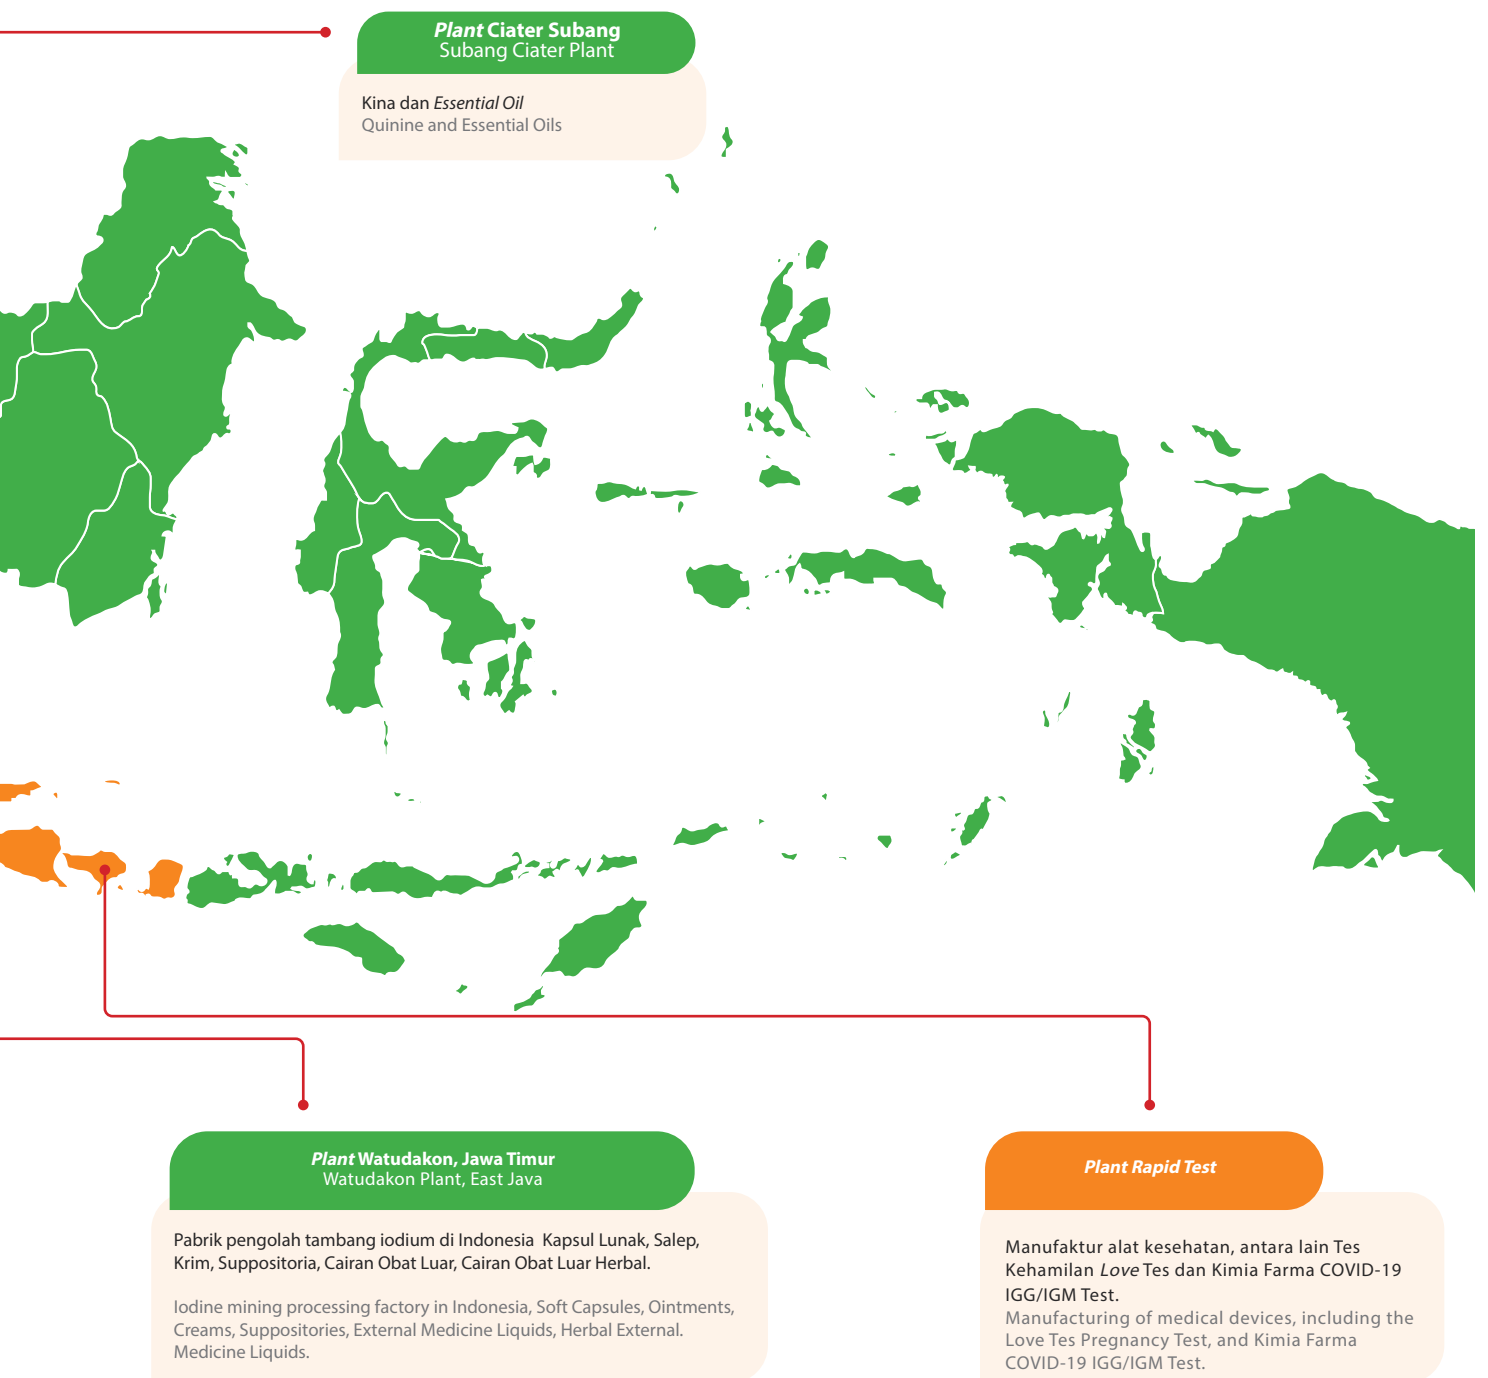 Plant Ciater Subang
Subang Ciater Plant
Kina dan Essential Oil
Quinine and Essential Oils
Plant Watudakon, Jawa Timur
Watudakon Plant, East Java
Pabrik pengolah tambang iodium di Indonesia Kapsul Lunak, Salep,
Krim, Suppositoria, Cairan Obat Luar, Cairan Obat Luar Herbal.
Iodine mining processing factory in Indonesia, Soft Capsules, Ointments,
Creams, Suppositories, External Medicine Liquids, Herbal External.
Medicine Liquids.
Plant Rapid Test
Manufaktur alat kesehatan, antara lain Tes
Kehamilan Love Tes dan Kimia Farma COVID-19
IGG/IGM Test.
Manufacturing of medical devices, including the
Love Tes Pregnancy Test, and Kimia Farma
COVID-19 IGG/IGM Test.